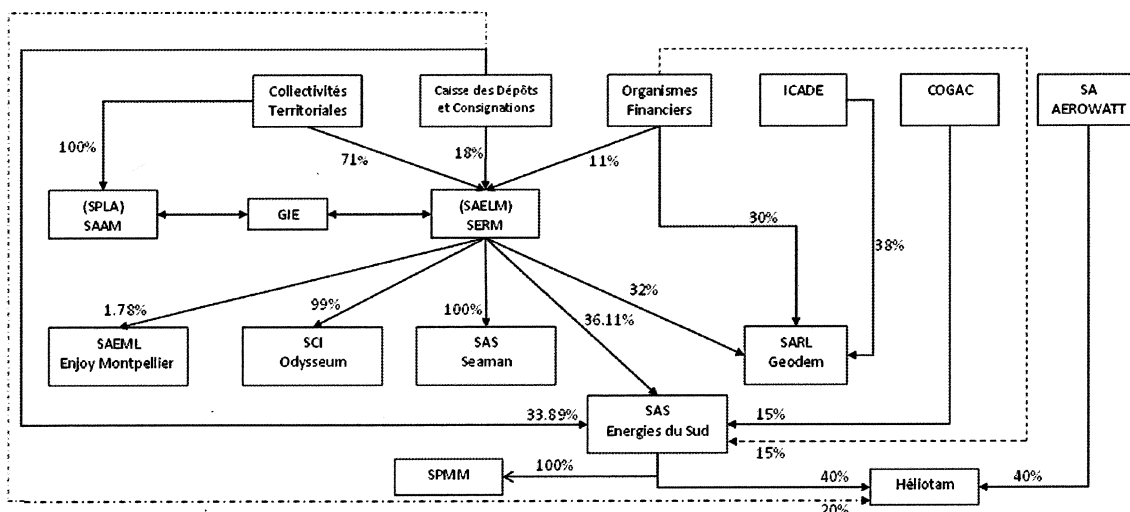 Collectivités
Territoriales
Caisse des Dépôts
et Consignations
Organismes
Financiers
ICADE
COGAC
SA
AEROWATT
100%
71%
18%
11%
(SPLA)
SAAM
GIE
(SAELM)
SERM
30%
38%
1.78%
99%
100%
36.11%
32%
SAEML
Enjoy Montpellier
SCI
Odysseum
SAS
Seaman
SARL
Geodem
33.89%
SAS
Energies du Sud
15%
15%
SPMM
100%
40%
Héliotam
40%
20%